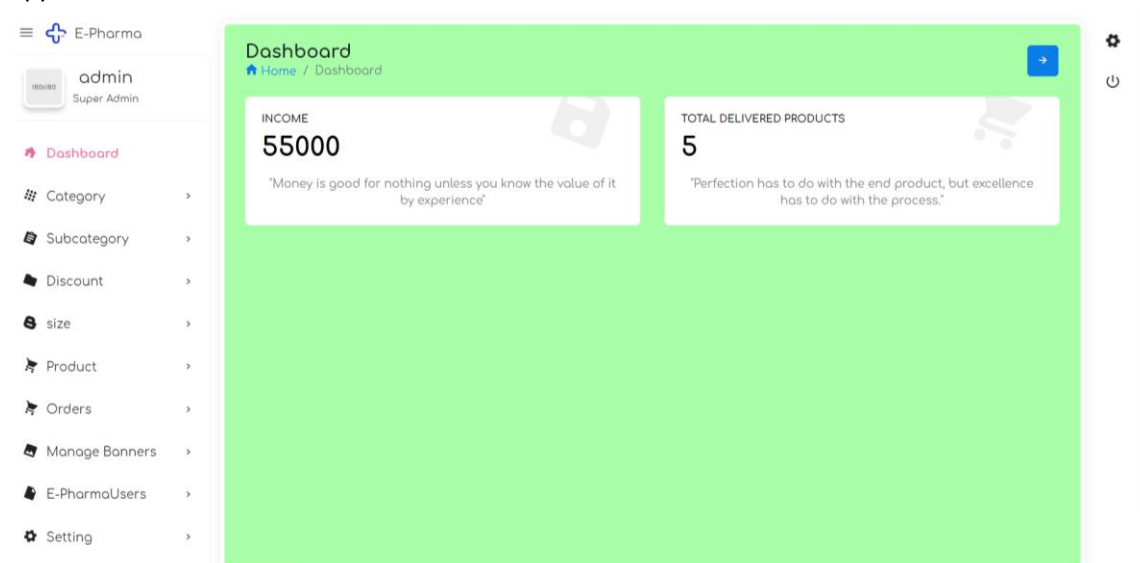 E-Pharma
180x180
admin
Super Admin
Dashboard
Category
Subcategory
Discount
size
Product
Orders
Manage Banners
E-PharmaUsers
Setting
Dashboard
Home / Dashboard
INCOME
55000
"Money is good for nothing unless you know the value of it
by experience"
TOTAL DELIVERED PRODUCTS
5
"Perfection has to do with the end product, but excellence
has to do with the process."